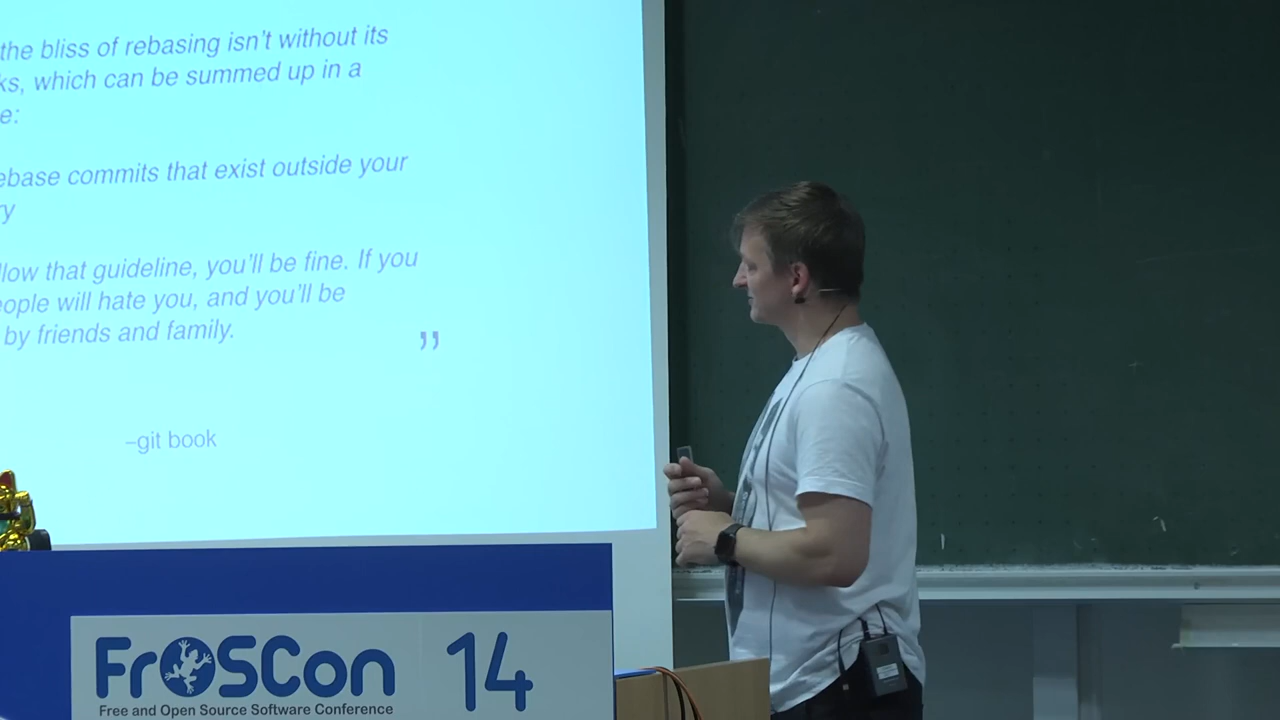 the bliss of rebasing isn't without its
ks, which can be summed up in a
e:
ebase commits that exist outside your
ry
llow that guideline, you'll be fine. If you
eople will hate you, and you'll be
by friends and family.
”
–git book
FrOSCon 14
Free and Open Source Software Conference